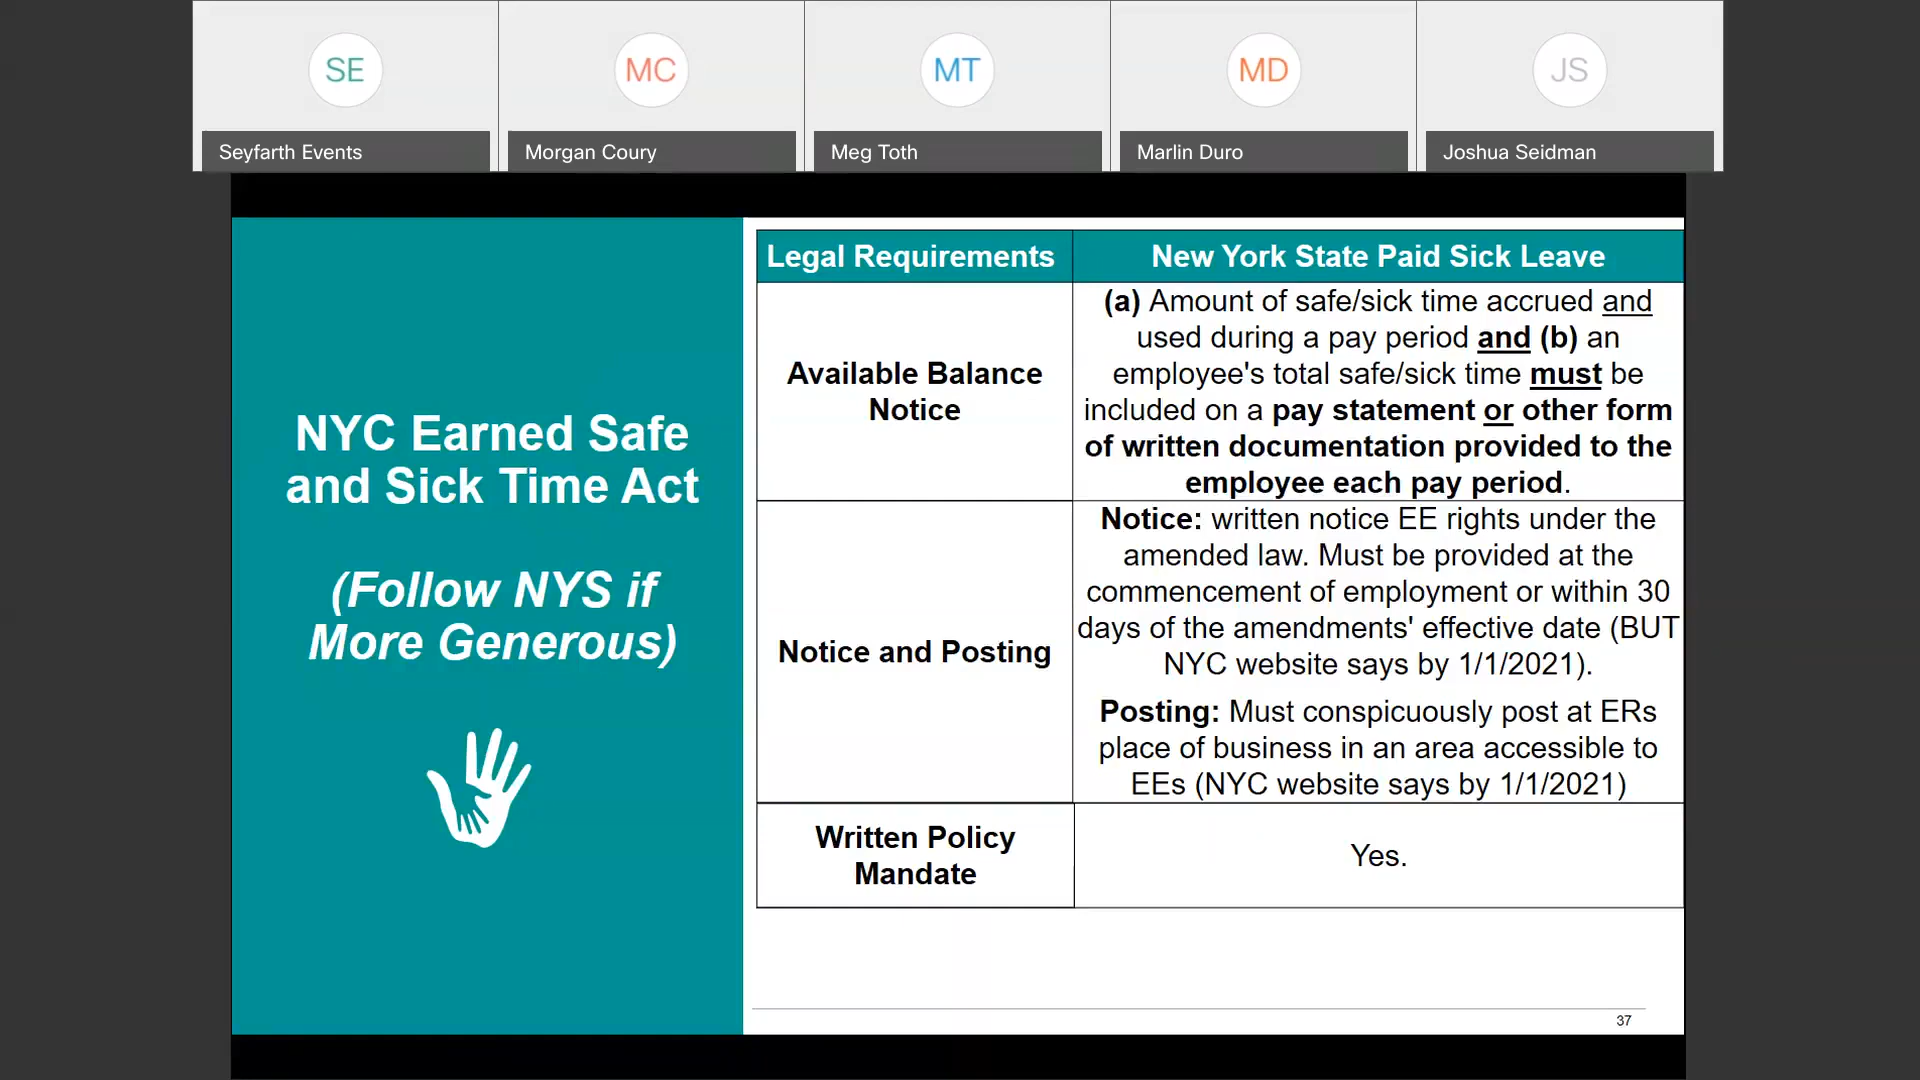 SE
MC
MT
MD
JS
Seyfarth Events
Morgan Coury
Meg Toth
Marlin Duro
Joshua Seidman
NYC Earned Safe
and Sick Time Act
(Follow NYS if
More Generous)
Legal Requirements
New York State Paid Sick Leave
Available Balance
Notice
(a) Amount of safe/sick time accrued and
used during a pay period and (b) an
employee's total safe/sick time must be
included on a pay statement or other form
of written documentation provided to the
employee each pay period.
Notice and Posting
Notice: written notice EE rights under the
amended law. Must be provided at the
commencement of employment or within 30
days of the amendments' effective date (BUT
NYC website says by 1/1/2021).
Posting: Must conspicuously post at ERs
place of business in an area accessible to
EEs (NYC website says by 1/1/2021)
Written Policy
Mandate
Yes.
37